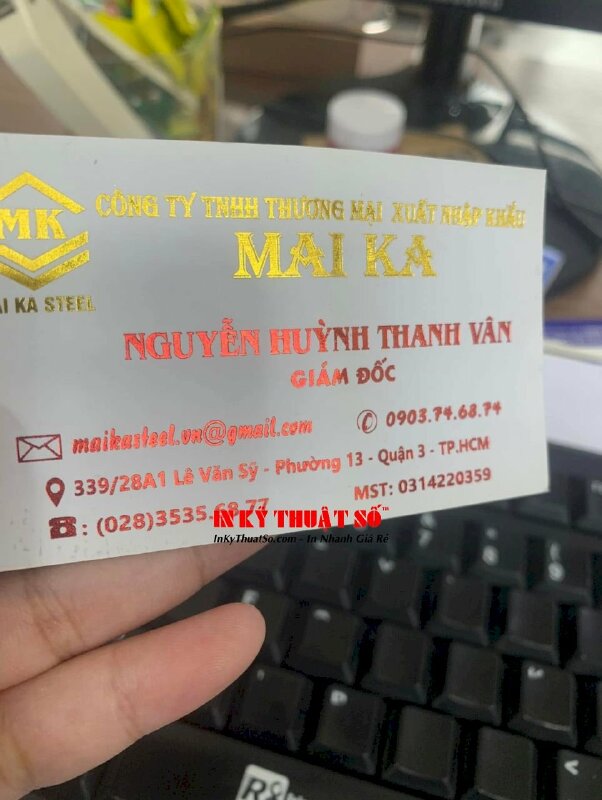 MK
CÔNG TY TNHH THƯƠNG MẠI XUẤT NHẬP KHẨU
MAI KA
AI KA STEEL
NGUYỄN HUỲNH THANH VÂN
GIÁM ĐỐC
maikasteel.vn@gmail.com
0903.74.68.74
339/28A1 Lê Văn Sỹ - Phường 13 - Quận 3 - TP.HCM
: (028)3535.68.77
MST: 0314220359
IN KỸ THUẬT SỐ™
InKyThuatSo.com - In Nhanh Giá Rẻ